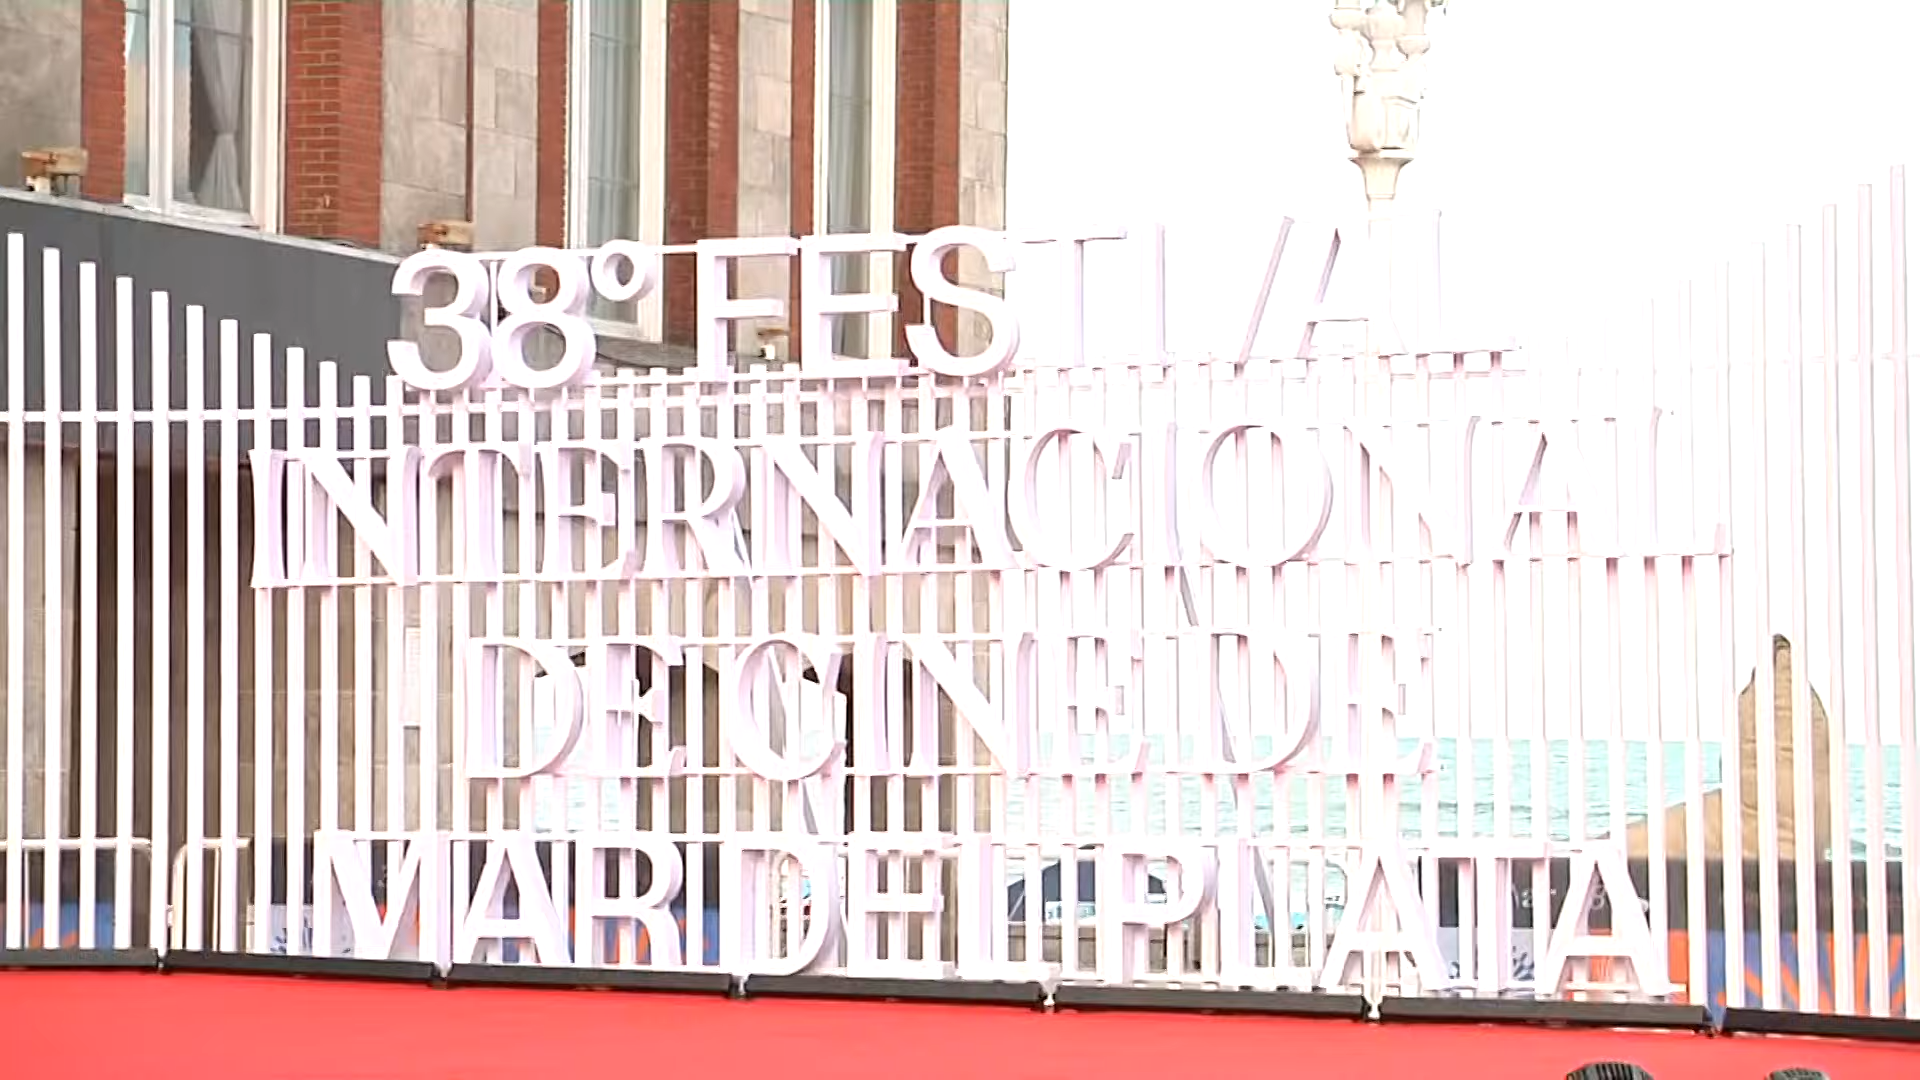 38° FESTIVAL
INTERNACIONAL
DE CINE DE
MAR DEL PLATA